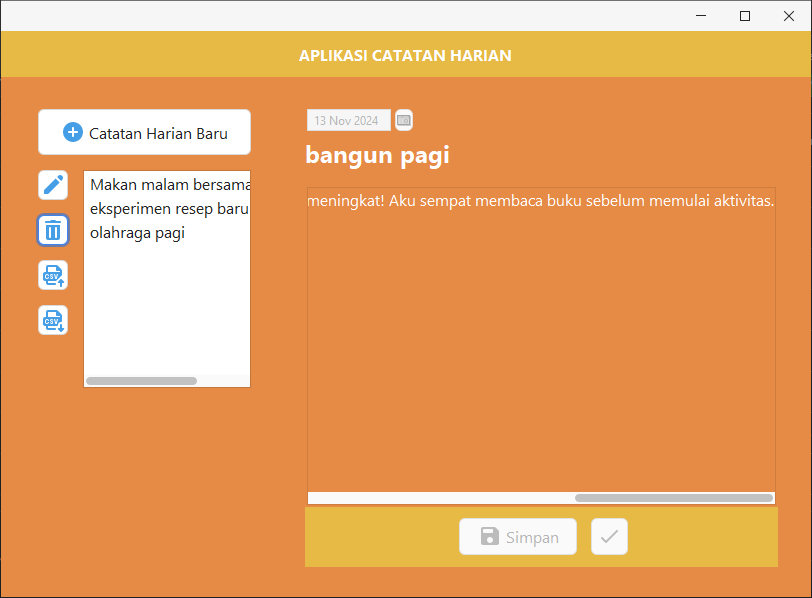 APLIKASI CATATAN HARIAN
Catatan Harian Baru
Makan malam bersama
eksperimen resep baru
olahraga pagi
CSV
CSV
13 Nov 2024
bangun pagi
meningkat! Aku sempat membaca buku sebelum memulai aktivitas.
Simpan